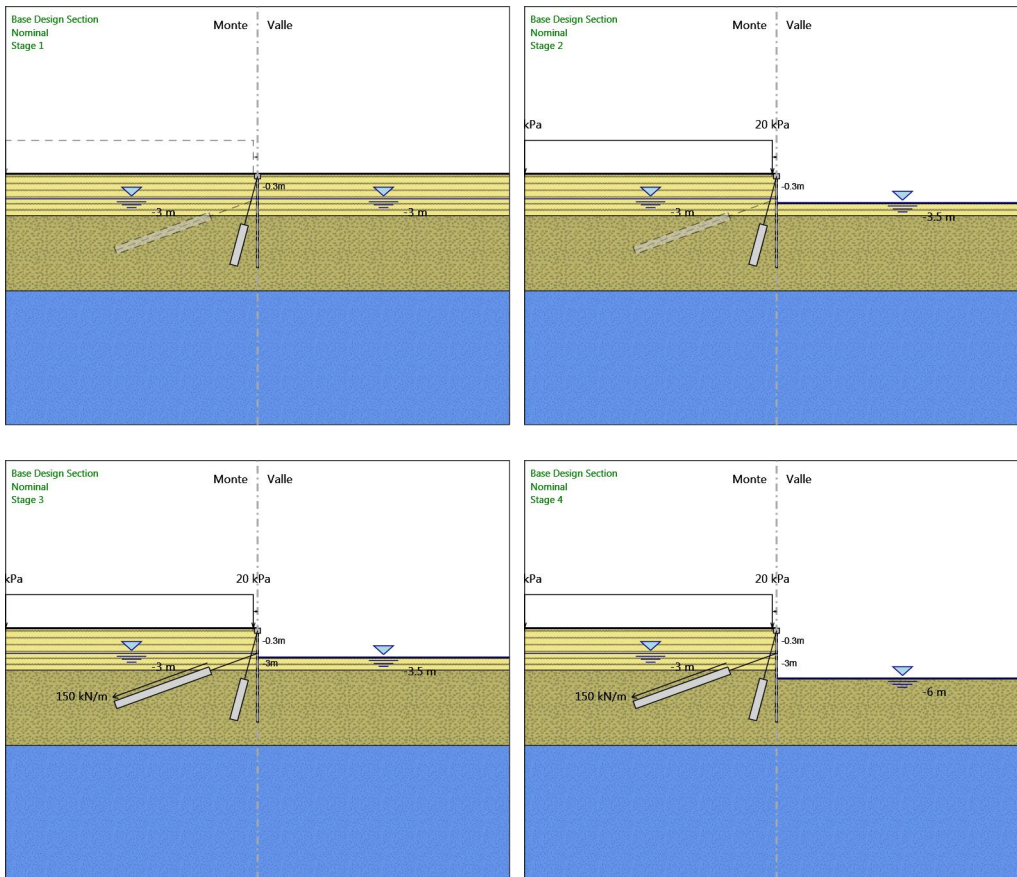 Base Design Section
Nominal
Stage 1
Monte Valle
-0.3m
-3 m
-3 m
Base Design Section
Nominal
Stage 2
Monte Valle
kPa
20 kPa
-0.3m
-3 m
-3.5 m
Base Design Section
Nominal
Stage 3
Monte Valle
kPa
20 kPa
-0.3m
-3 m
-3m
-3.5 m
150 kN/m
Base Design Section
Nominal
Stage 4
Monte Valle
kPa
20 kPa
-0.3m
-3 m
-3m
-6 m
150 kN/m